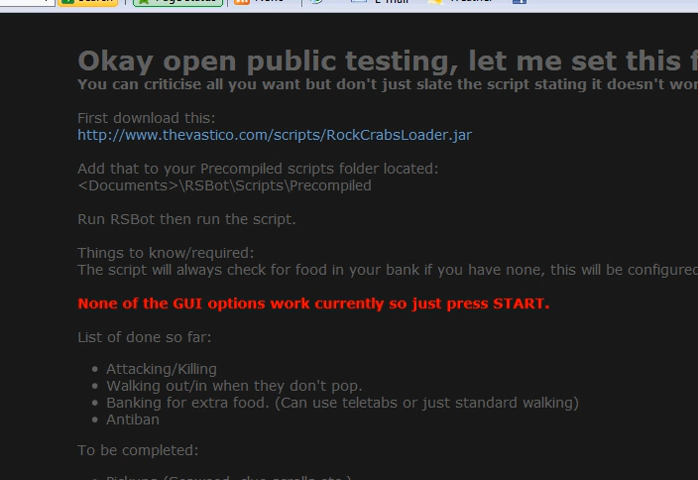 Search PageStatus None E-mail Weather
Okay open public testing, let me set this
You can criticise all you want but don't just slate the script stating it doesn't
First download this:
http://www.thevastico.com/scripts/RockCrabsLoader.jar
Add that to your Precompiled scripts folder located:
<Documents>\RSBot\Scripts\Precompiled
Run RSBot then run the script.
Things to know/required:
The script will always check for food in your bank if you have none, this will be configured
None of the GUI options work currently so just press START.
List of done so far:
• Attacking/Killing
• Walking out/in when they don't pop.
• Banking for extra food. (Can use teletabs or just standard walking)
• Antiban
To be completed: